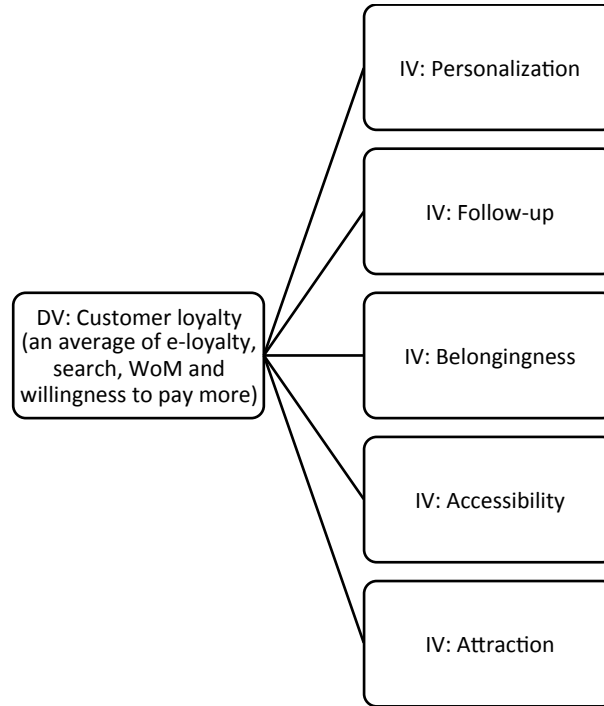 IV: Personalization
IV: Follow-up
DV: Customer loyalty
(an average of e-loyalty,
search, WoM and
willingness to pay more)
IV: Belongingness
IV: Accessibility
IV: Attraction